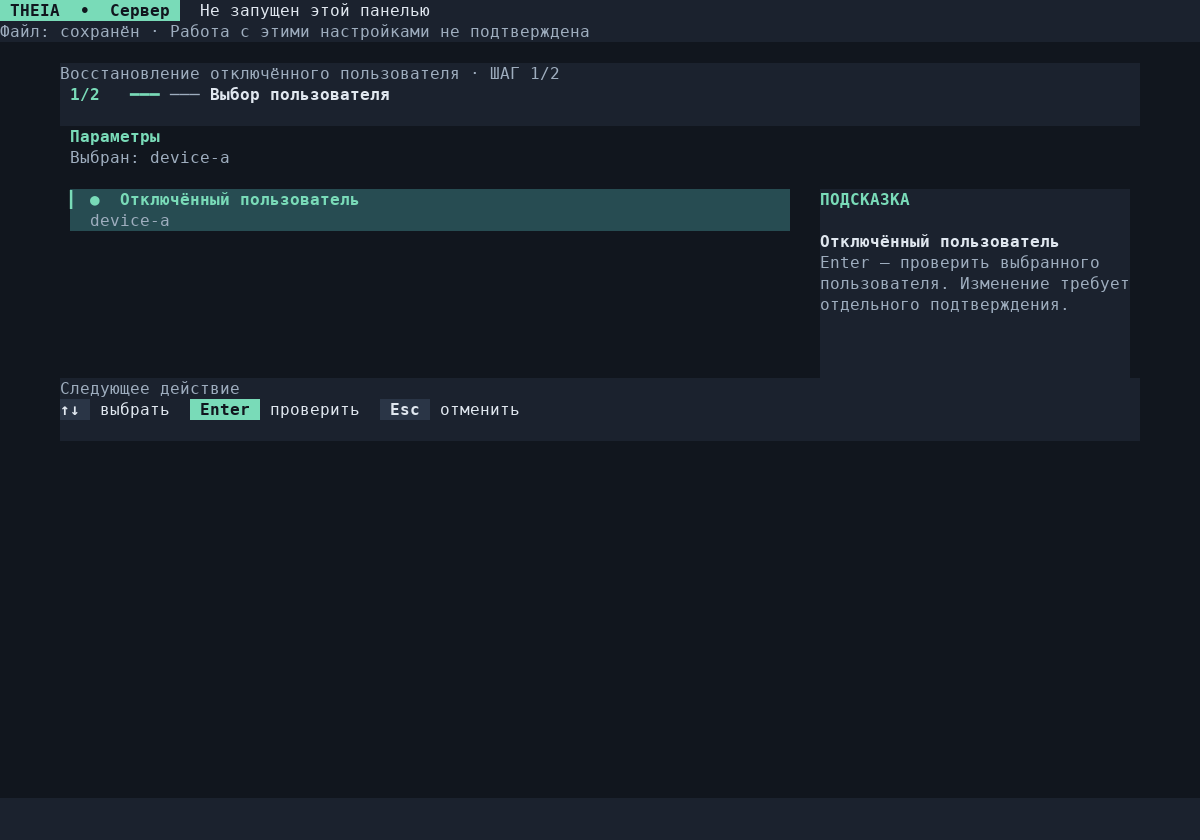 THEIA • Сервер Не запущен этой панелью
Файл: сохранён · Работа с этими настройками не подтверждена
Восстановление отключённого пользователя · ШАГ 1/2
1/2 ━━━ ─── Выбор пользователя
Параметры
Выбран: device-a
● Отключённый пользователь
device-a
ПОДСКАЗКА
Отключённый пользователь
Enter — проверить выбранного
пользователя. Изменение требует
отдельного подтверждения.
Следующее действие
↑↓ выбрать Enter проверить Esc отменить